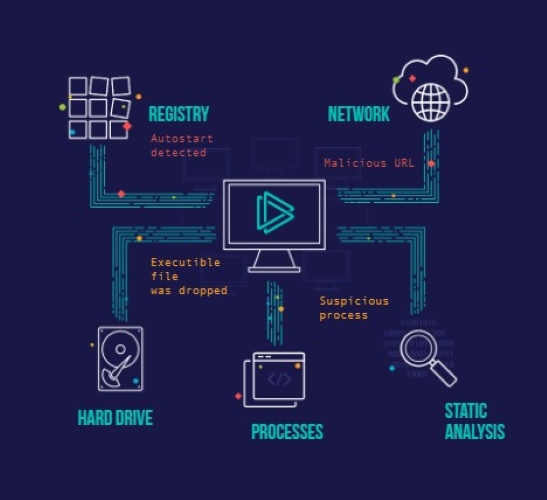 REGISTRY
Autostart
detected
NETWORK
Malicious URL
Executible
file
was dropped
Suspicious
process
HARD DRIVE
</>
PROCESSES
STATIC
ANALYSIS